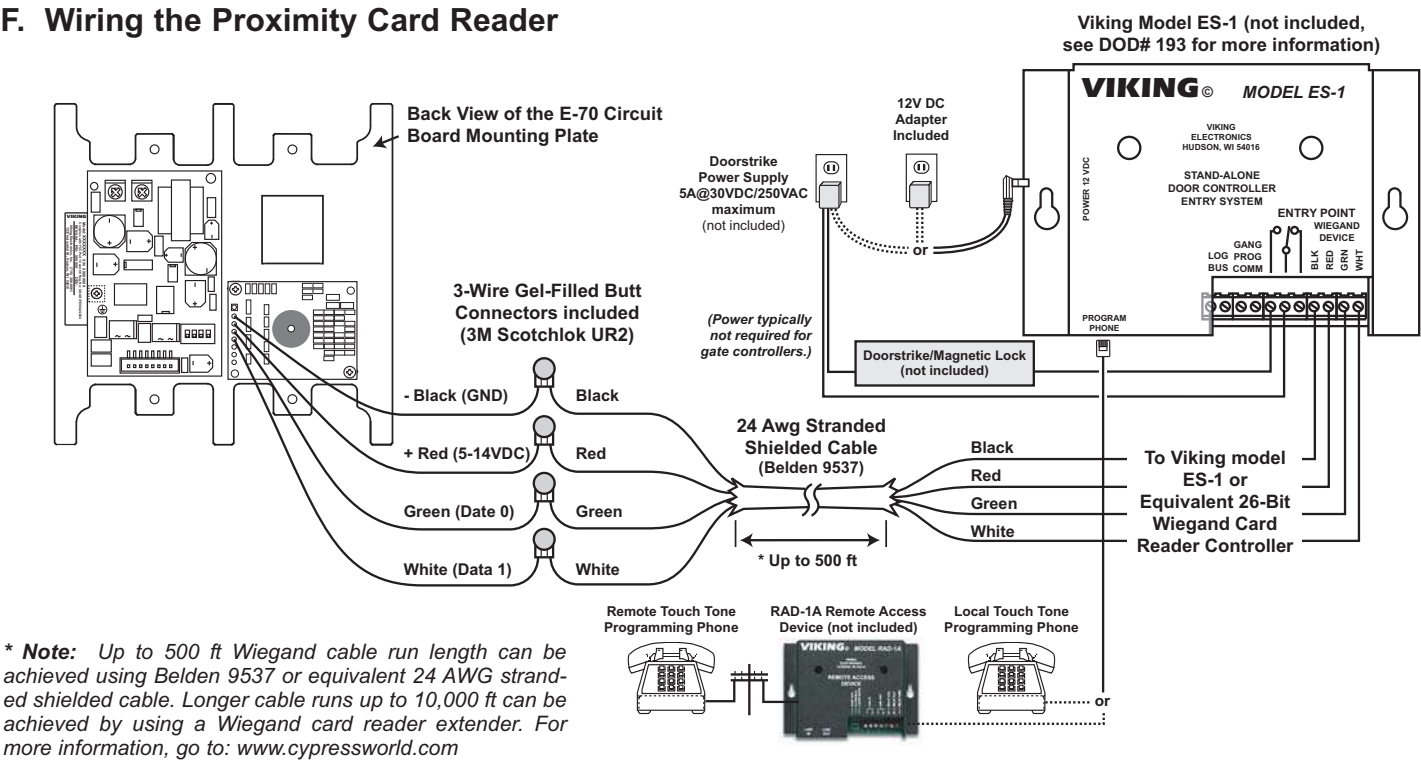 F. Wiring the Proximity Card Reader
Viking Model ES-1 (not included,
see DOD# 193 for more information)
Back View of the E-70 Circuit
Board Mounting Plate
12V DC
Adapter
Included
Doorstrike
Power Supply
5A@30VDC/250VAC
maximum
(not included)
or
VIKING© MODEL ES-1
VIKING
ELECTRONICS
HUDSON, WI 54016
POWER 12 VDC
STAND-ALONE
DOOR CONTROLLER
ENTRY SYSTEM
ENTRY POINT
WIEGAND
DEVICE
GANG
LOG PROG
BUS COMM
BLK
RED
GRN
WHT
PROGRAM
PHONE
VIKING
3-Wire Gel-Filled Butt
Connectors included
(3M Scotchlok UR2)
(Power typically
not required for
gate controllers.)
Doorstrike/Magnetic Lock
(not included)
- Black (GND) Black
+ Red (5-14VDC) Red
Green (Date 0) Green
White (Data 1) White
24 Awg Stranded
Shielded Cable
(Belden 9537)
* Up to 500 ft
Black
Red
Green
White
To Viking model
ES-1 or
Equivalent 26-Bit
Wiegand Card
Reader Controller
Remote Touch Tone
Programming Phone
RAD-1A Remote Access
Device (not included)
Local Touch Tone
Programming Phone
VIKING® MODEL RAD-1A
REMOTE ACCESS
DEVICE
or
* Note: Up to 500 ft Wiegand cable run length can be
achieved using Belden 9537 or equivalent 24 AWG strand-
ed shielded cable. Longer cable runs up to 10,000 ft can be
achieved by using a Wiegand card reader extender. For
more information, go to: www.cypressworld.com